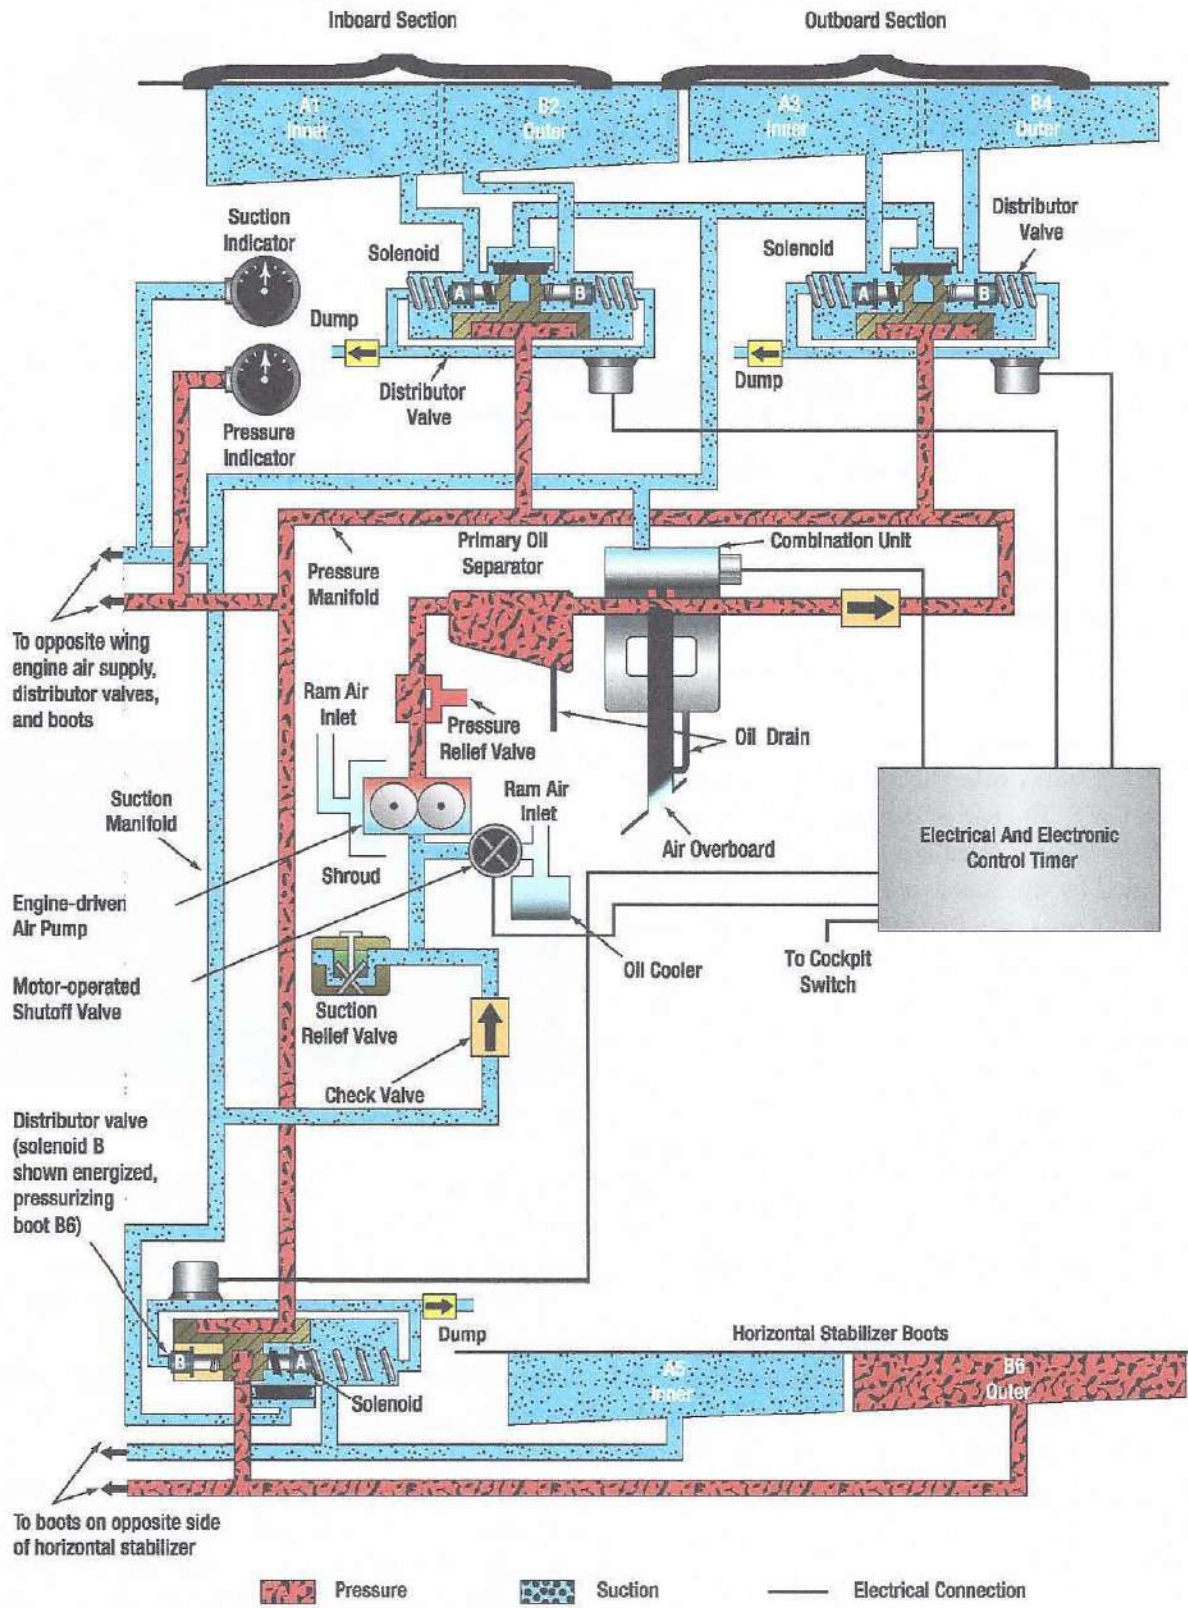 Inboard Section
Outboard Section
A1
Inner
B2
Outer
A3
Inner
B4
Outer
Suction
Indicator
Solenoid
Solenoid
Distributor
Valve
A
B
A
B
Dump
Distributor
Valve
Dump
Pressure
Indicator
Primary Oil
Separator
Combination Unit
Pressure
Manifold
To opposite wing
engine air supply,
distributor valves,
and boots
Ram Air
Inlet
Pressure
Relief Valve
Oil Drain
Suction
Manifold
Ram Air
Inlet
Air Overboard
Electrical And Electronic
Control Timer
Shroud
Engine-driven
Air Pump
Oil Cooler
To Cockpit
Switch
Motor-operated
Shutoff Valve
Suction
Relief Valve
Check Valve
Distributor valve
(solenoid B
shown energized,
pressurizing
boot B6)
Dump
Horizontal Stabilizer Boots
B
A
A5
Inner
B6
Outer
Solenoid
To boots on opposite side
of horizontal stabilizer
Pressure
Suction
Electrical Connection